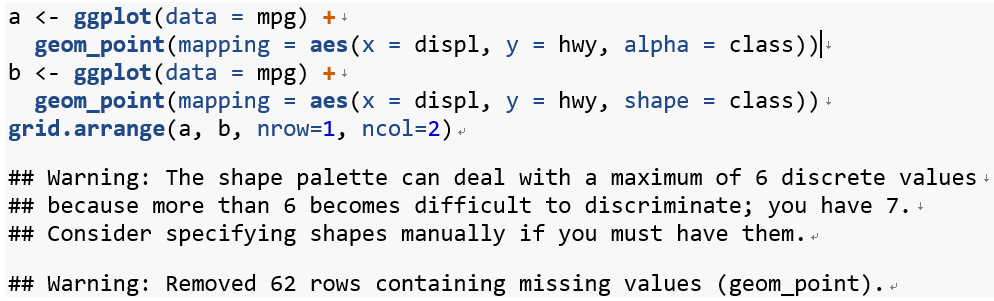 a <- ggplot(data = mpg) +
  geom_point(mapping = aes(x = displ, y = hwy, alpha = class))
b <- ggplot(data = mpg) +
  geom_point(mapping = aes(x = displ, y = hwy, shape = class))
grid.arrange(a, b, nrow=1, ncol=2)
## Warning: The shape palette can deal with a maximum of 6 discrete values
## because more than 6 becomes difficult to discriminate; you have 7.
## Consider specifying shapes manually if you must have them.
## Warning: Removed 62 rows containing missing values (geom_point).